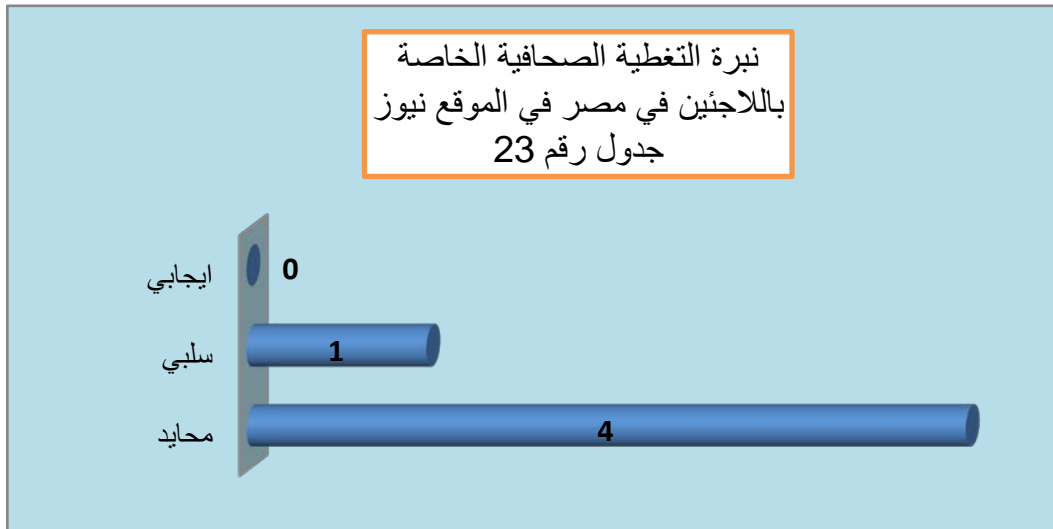 نبرة التغطية الصحافية الخاصة
باللاجئين في مصر في الموقع نيوز
جدول رقم 23
ايجابي
0
سلبي
1
محايد
4